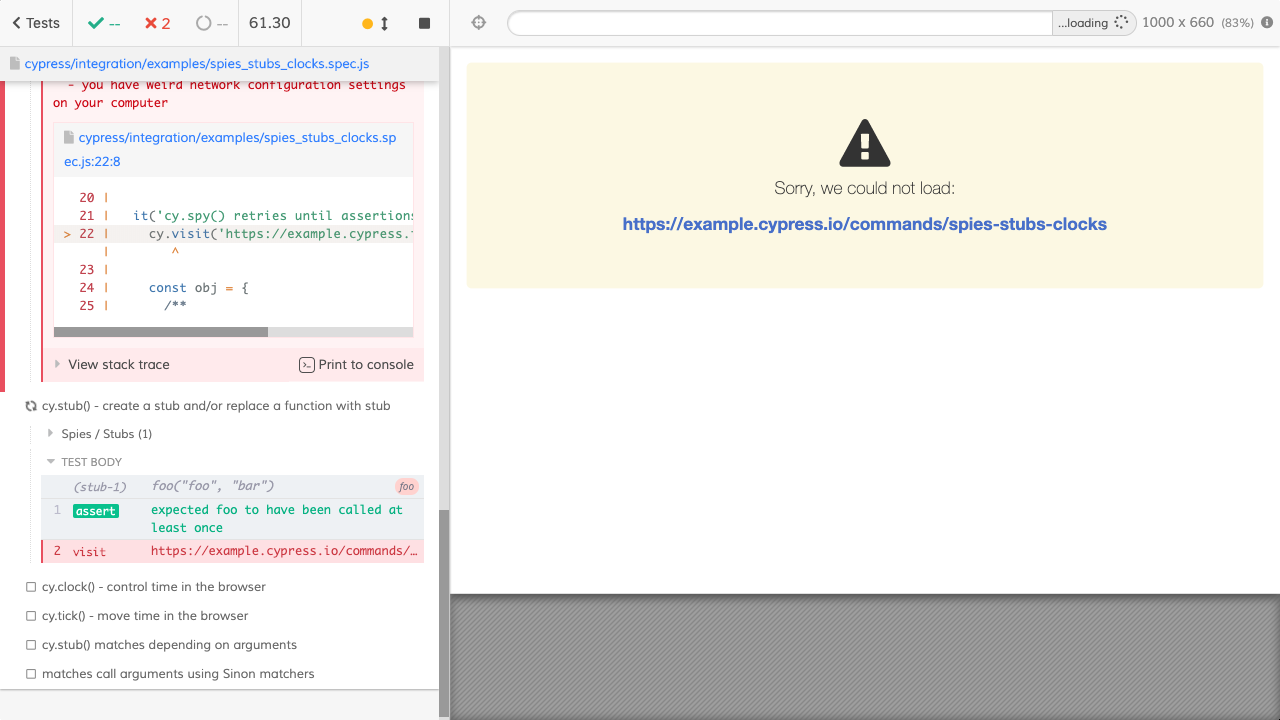 Tests
--
2
--
61.30
...loading
1000 x 660 (83%)
cypress/integration/examples/spies_stubs_clocks.spec.js
- you have weird network configuration settings
on your computer
cypress/integration/examples/spies_stubs_clocks.sp
ec.js:22:8
20 |
21 | it('cy.spy() retries until assertions
> 22 | cy.visit('https://example.cypress.i
| ^
23 |
24 | const obj = {
25 | /**
View stack trace
Print to console
cy.stub() - create a stub and/or replace a function with stub
Spies / Stubs (1)
TEST BODY
(stub-1) foo("foo", "bar") foo
1 assert expected foo to have been called at
least once
2 visit https://example.cypress.io/commands/…
cy.clock() - control time in the browser
cy.tick() - move time in the browser
cy.stub() matches depending on arguments
matches call arguments using Sinon matchers
Sorry, we could not load:
https://example.cypress.io/commands/spies-stubs-clocks